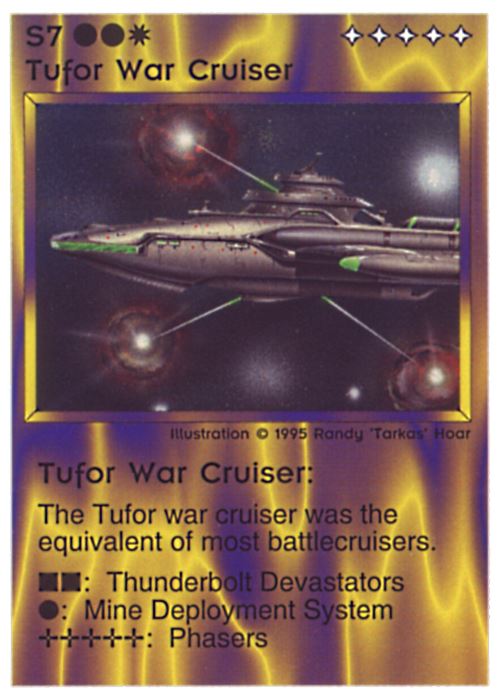 S7 ●●✷
Tufor War Cruiser
Illustration © 1995 Randy 'Tarkas' Hoar
Tufor War Cruiser:
The Tufor war cruiser was the
equivalent of most battlecruisers.
■■: Thunderbolt Devastators
●: Mine Deployment System
✛✛✛✛✛: Phasers